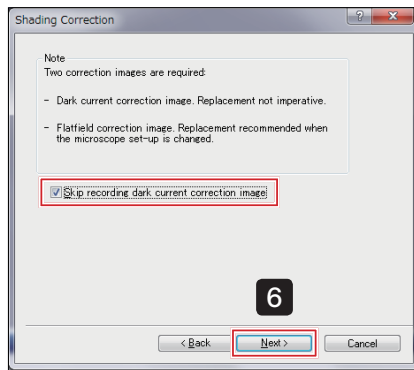 Shading Correction
Note
Two correction images are required:
- Dark current correction image. Replacement not imperative.
- Flatfield correction image. Replacement recommended when
the microscope set-up is changed.
Skip recording dark current correction image
6
< Back
Next >
Cancel